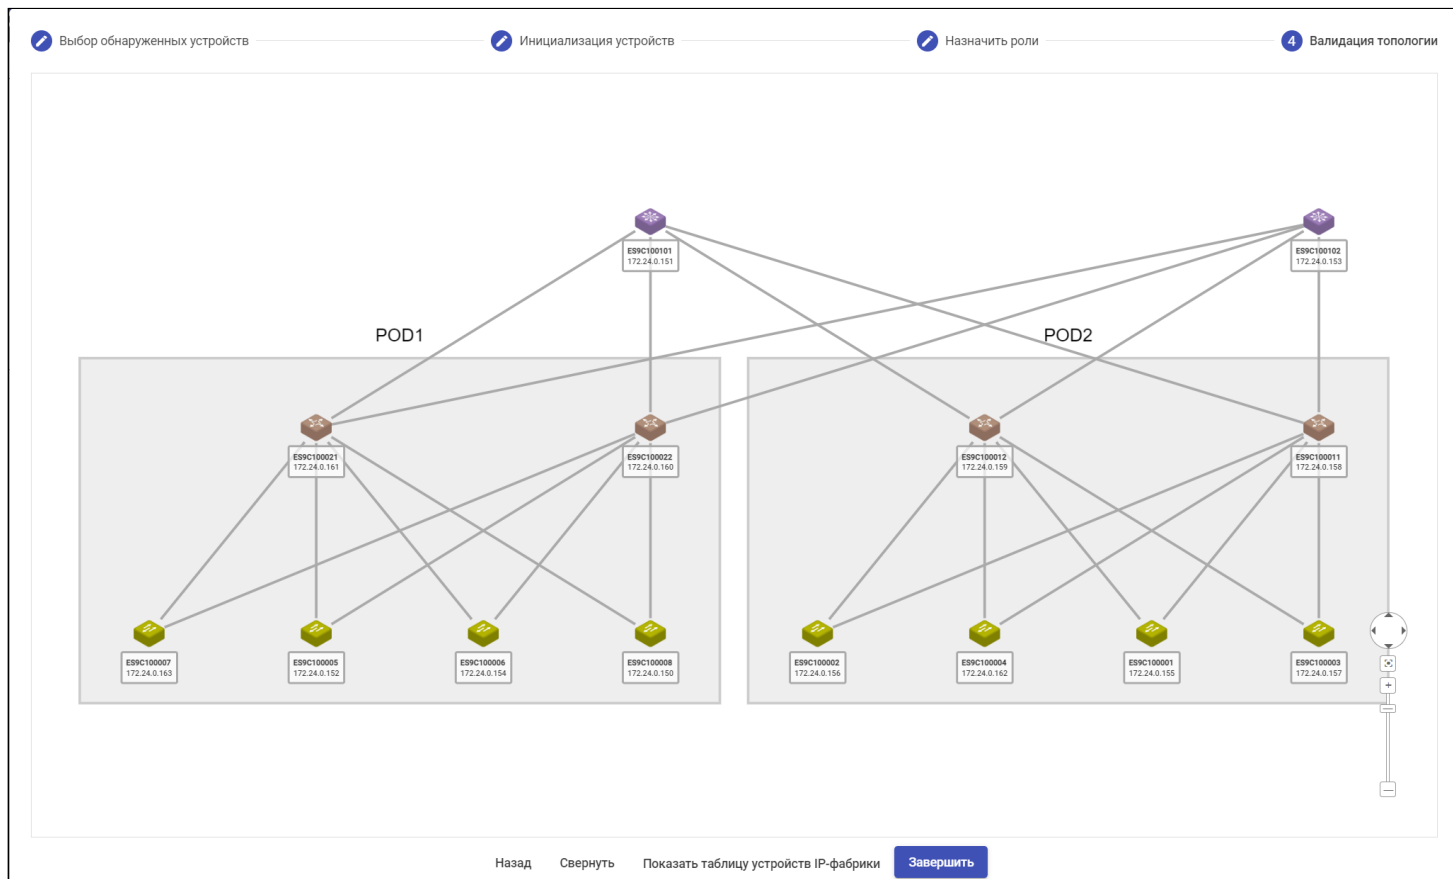 Выбор обнаруженных устройств
Инициализация устройств
Назначить роли
4 Валидация топологии
ES9C100101
172.24.0.151
ES9C100102
172.24.0.153
POD1
POD2
ES9C100021
172.24.0.161
ES9C100022
172.24.0.160
ES9C100012
172.24.0.159
ES9C100011
172.24.0.158
ES9C100007
172.24.0.163
ES9C100005
172.24.0.152
ES9C100006
172.24.0.154
ES9C100008
172.24.0.150
ES9C100002
172.24.0.156
ES9C100004
172.24.0.162
ES9C100001
172.24.0.155
ES9C100003
172.24.0.157
Назад
Свернуть
Показать таблицу устройств IP-фабрики
Завершить